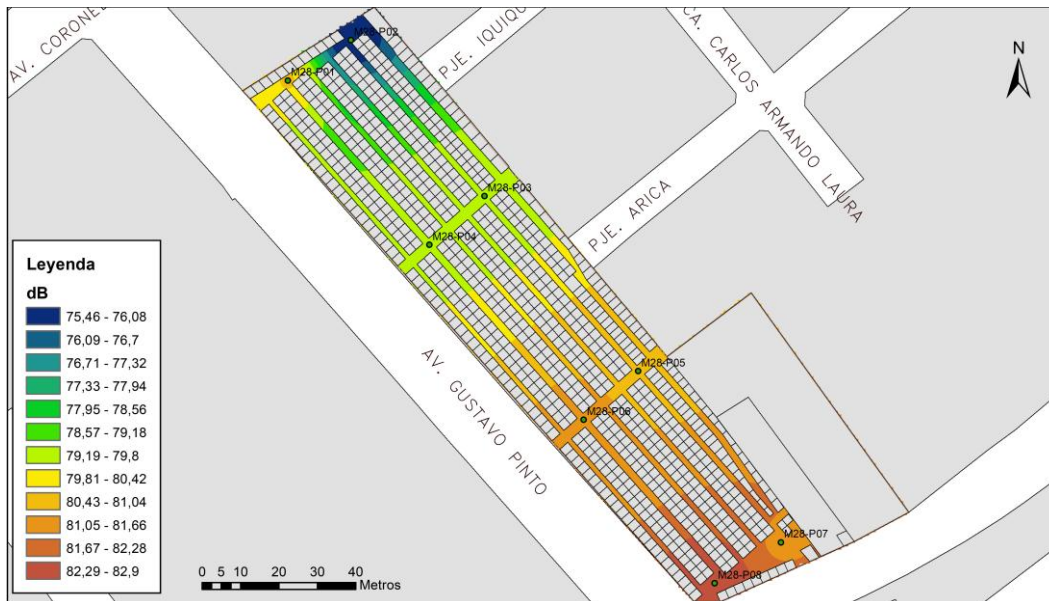 AV. CORONE
M28-P02
PJE. IQUIQU
CA. CARLOS ARMANDO LAURA
N
M28-P01
M28-P03
PJE. ARICA
M28-P04
Leyenda
dB
75,46 - 76,08
76,09 - 76,7
76,71 - 77,32
77,33 - 77,94
77,95 - 78,56
78,57 - 79,18
79,19 - 79,8
79,81 - 80,42
80,43 - 81,04
81,05 - 81,66
81,67 - 82,28
82,29 - 82,9
AV. GUSTAVO PINTO
M28-P05
M28-P06
M28-P07
M28-P08
0 5 10 20 30 40
Metros